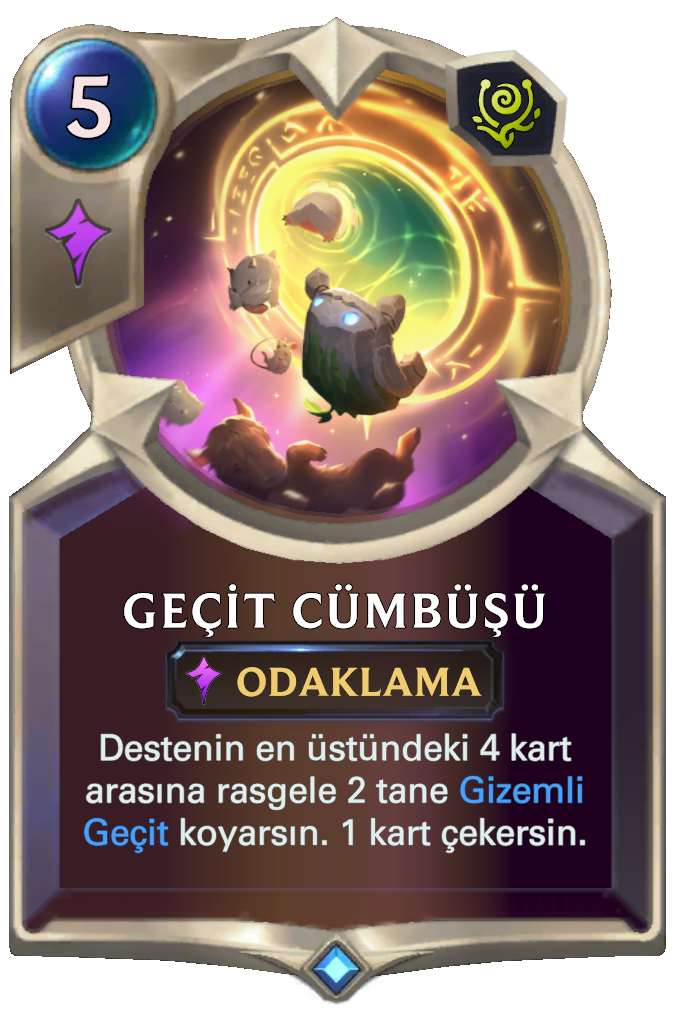 5
GEÇİT CÜMBÜŞÜ
ODAKLAMA
Destenin en üstündeki 4 kart
arasına rasgele 2 tane Gizemli
Geçit koyarsın. 1 kart çekersin.